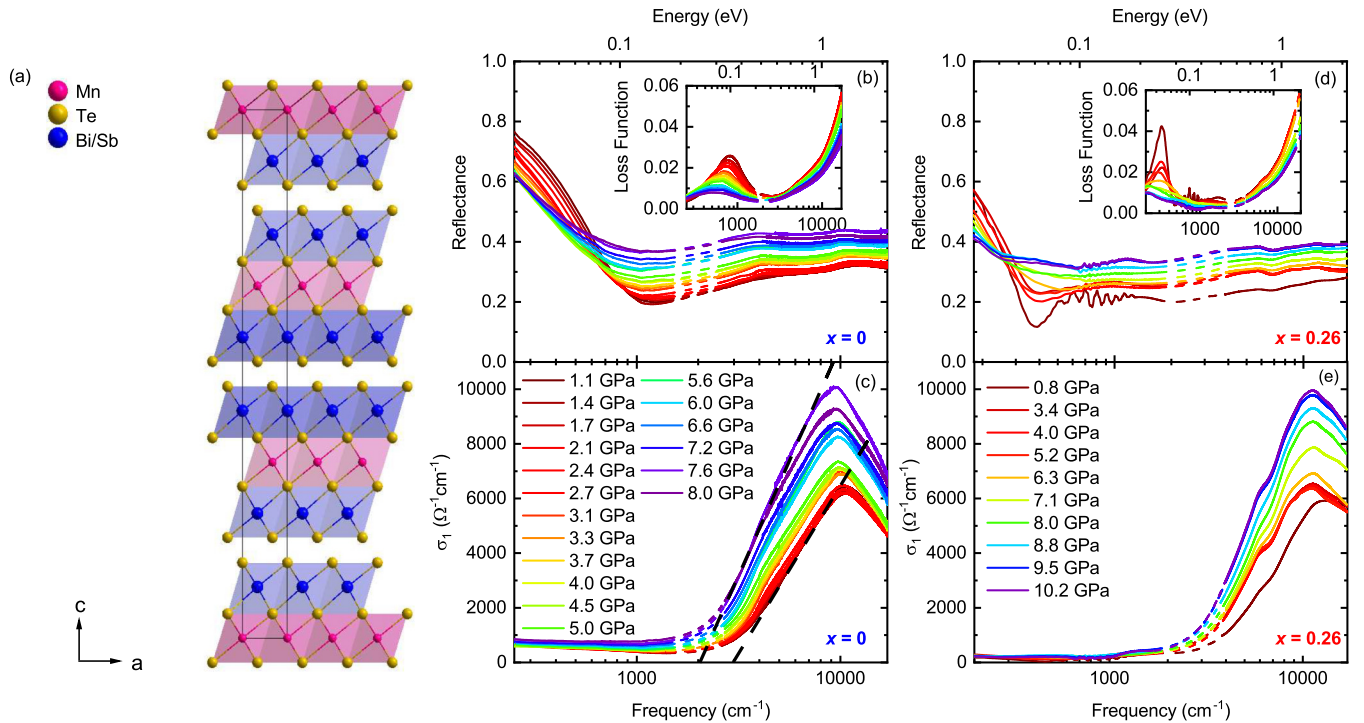 (a)
Mn
Te
Bi/Sb
c
a
Energy (eV)
0.1 1
1.0
0.8
0.6
0.4
0.2
0.0
Reflectance
(b)
0.1 1
0.06
0.04
0.02
0.00
Loss Function
1000 10000
x = 0
(c)
10000
8000
6000
4000
2000
0
σ1 (Ω-1cm-1)
1.1 GPa
1.4 GPa
1.7 GPa
2.1 GPa
2.4 GPa
2.7 GPa
3.1 GPa
3.3 GPa
3.7 GPa
4.0 GPa
4.5 GPa
5.0 GPa
5.6 GPa
6.0 GPa
6.6 GPa
7.2 GPa
7.6 GPa
8.0 GPa
x = 0
1000 10000
Frequency (cm-1)
Energy (eV)
0.1 1
1.0
0.8
0.6
0.4
0.2
0.0
Reflectance
(d)
0.1 1
0.06
0.04
0.02
0.00
Loss Function
1000 10000
x = 0.26
(e)
10000
8000
6000
4000
2000
0
σ1 (Ω-1cm-1)
0.8 GPa
3.4 GPa
4.0 GPa
5.2 GPa
6.3 GPa
7.1 GPa
8.0 GPa
8.8 GPa
9.5 GPa
10.2 GPa
x = 0.26
1000 10000
Frequency (cm-1)